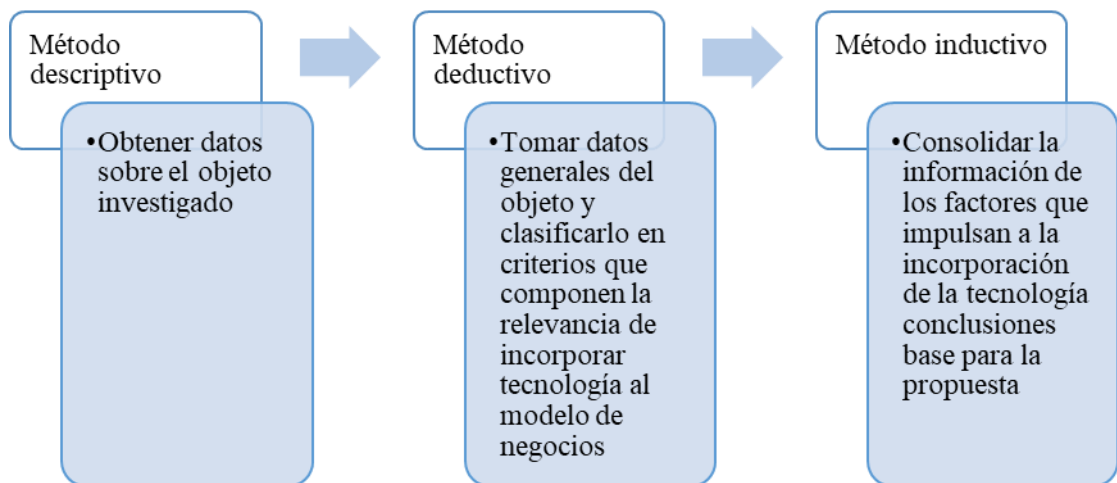 Método
descriptivo
•Obtener datos
sobre el objeto
investigado
Método
deductivo
•Tomar datos
generales del
objeto y
clasificarlo en
criterios que
componen la
relevancia de
incorporar
tecnología al
modelo de
negocios
Método inductivo
•Consolidar la
información de
los factores que
impulsan a la
incorporación
de la tecnología
conclusiones
base para la
propuesta